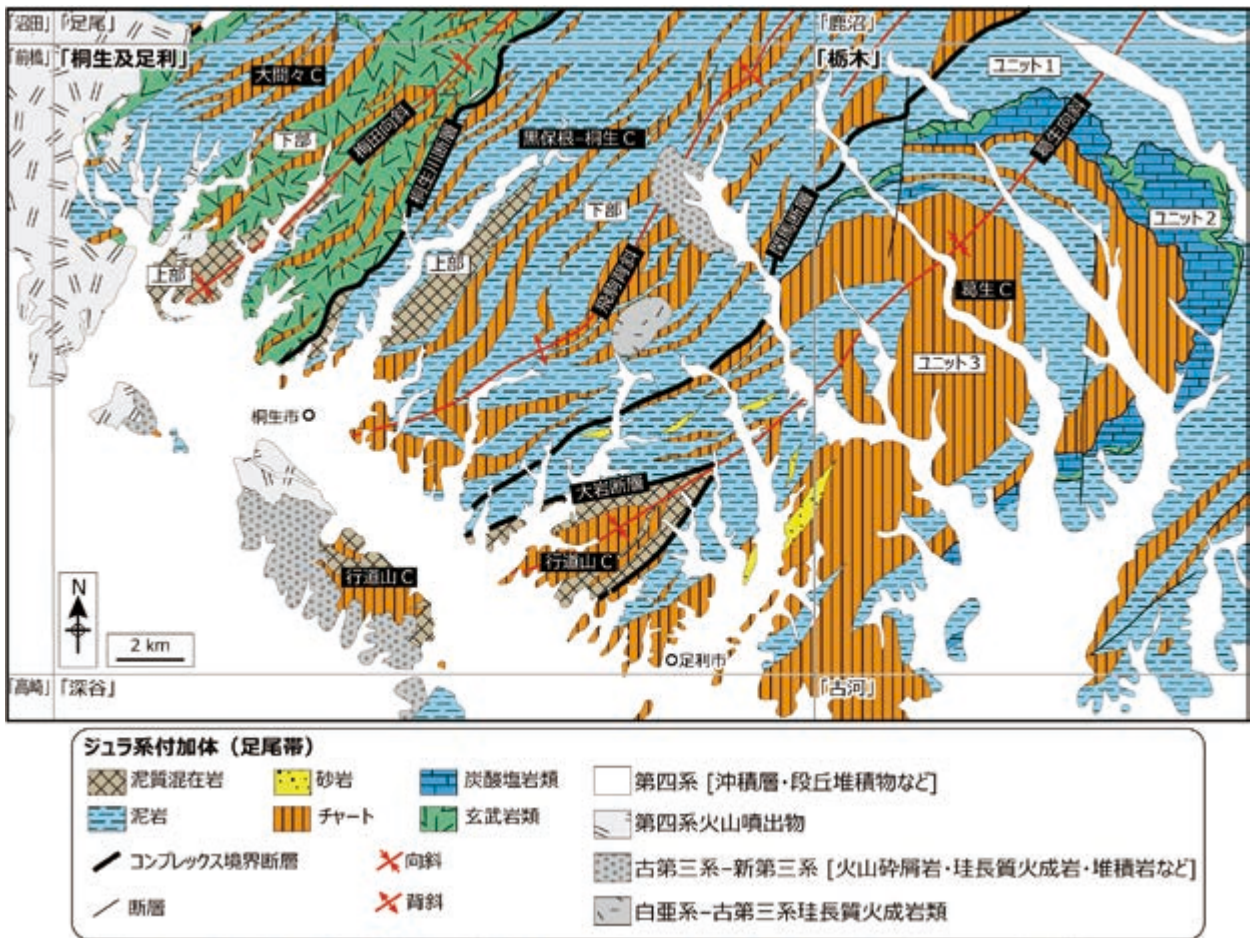 「沼田」「足尾」
「鹿沼」
「前橋」「桐生及足利」
「栃木」
ユニット1
大間々 C
下部
梅田向斜
桐生川断層
黒保根–桐生 C
下部
葛生向斜
ユニット2
上部
上部
飛駒背斜
閑馬断層
葛生 C
ユニット3
桐生市
大岩断層
行道山 C
行道山 C
N
2 km
足利市
「高崎」「深谷」
「古河」
ジュラ系付加体（足尾帯）
泥質混在岩
砂岩
炭酸塩岩類
泥岩
チャート
玄武岩類
コンプレックス境界断層
向斜
断層
背斜
第四系 [沖積層・段丘堆積物など]
第四系火山噴出物
古第三系–新第三系 [火山砕屑岩・珪長質火成岩・堆積岩など]
白亜系–古第三系珪長質火成岩類